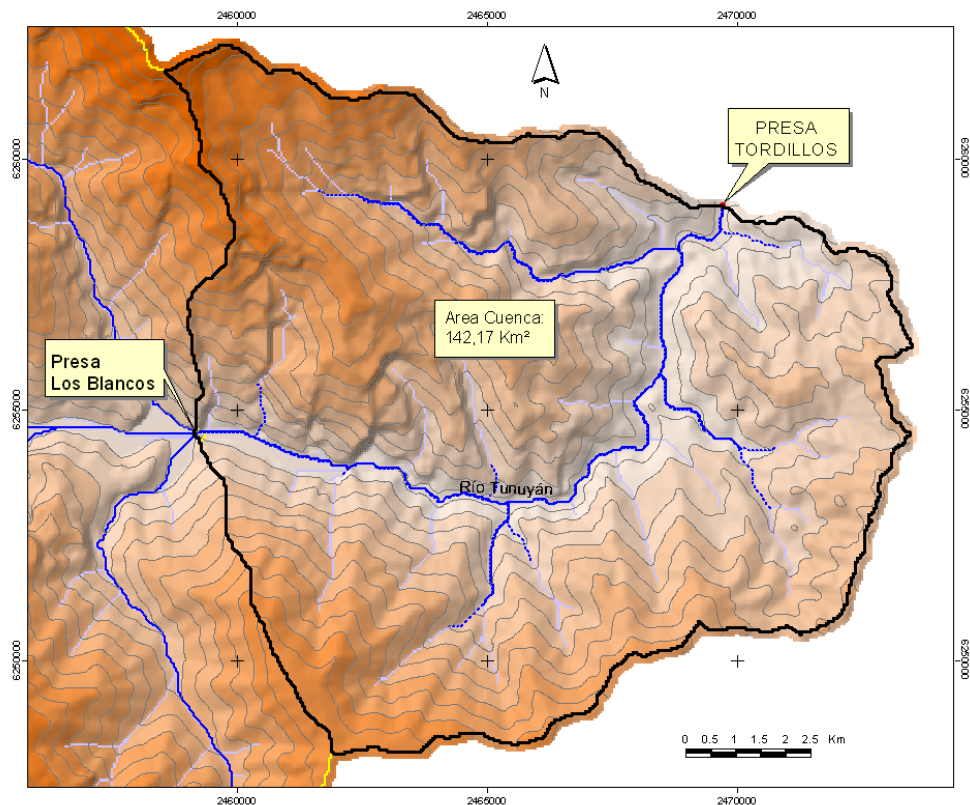 2460000 2465000 2470000
N
PRESA
TORDILLOS
6260000 6260000
Area Cuenca:
142,17 Km²
Presa
Los Blancos
6255000 6255000
Río Tunuyán
6250000 6250000
0 0.5 1 1.5 2 2.5 Km
2460000 2465000 2470000